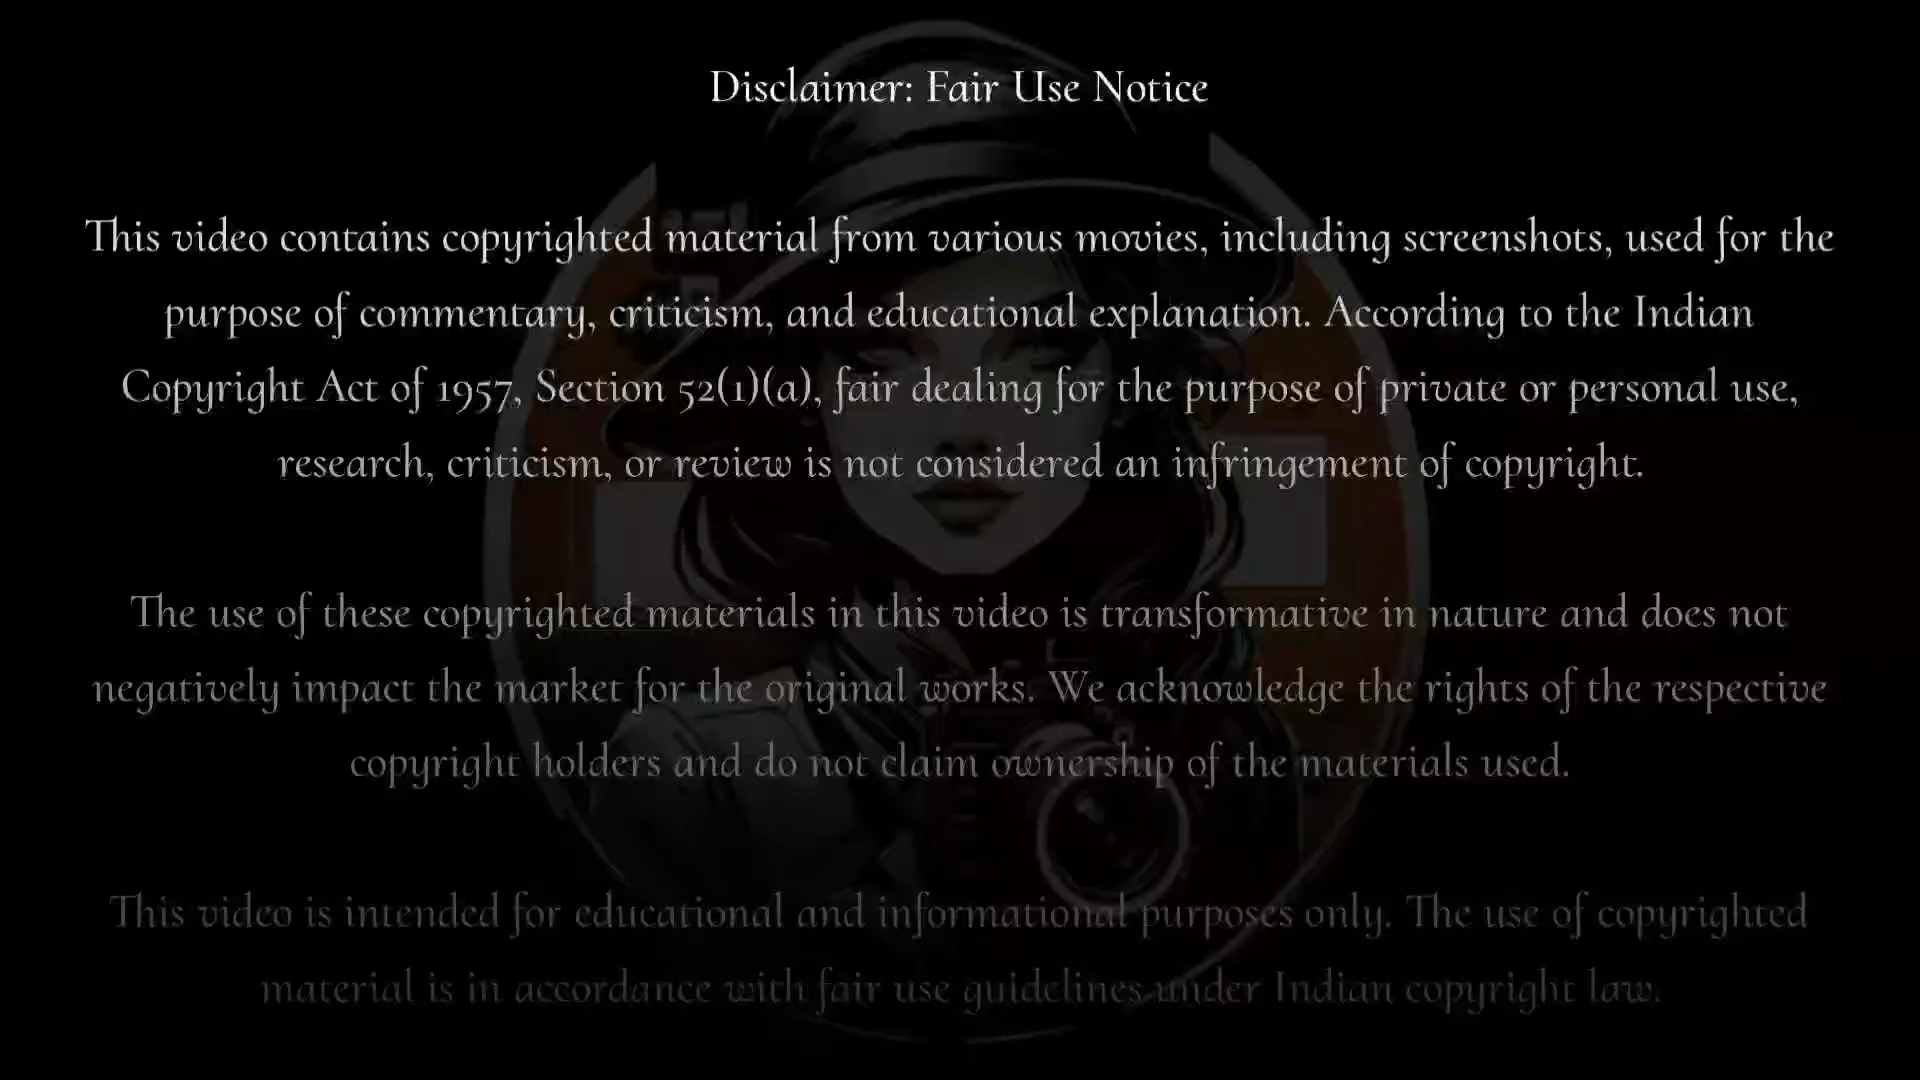 Disclaimer: Fair Use Notice
This video contains copyrighted material from various movies, including screenshots, used for the
purpose of commentary, criticism, and educational explanation. According to the Indian
Copyright Act of 1957, Section 52(1)(a), fair dealing for the purpose of private or personal use,
research, criticism, or review is not considered an infringement of copyright.
The use of these copyrighted materials in this video is transformative in nature and does not
negatively impact the market for the original works. We acknowledge the rights of the respective
copyright holders and do not claim ownership of the materials used.
This video is intended for educational and informational purposes only. The use of copyrighted
material is in accordance with fair use guidelines under Indian copyright law.